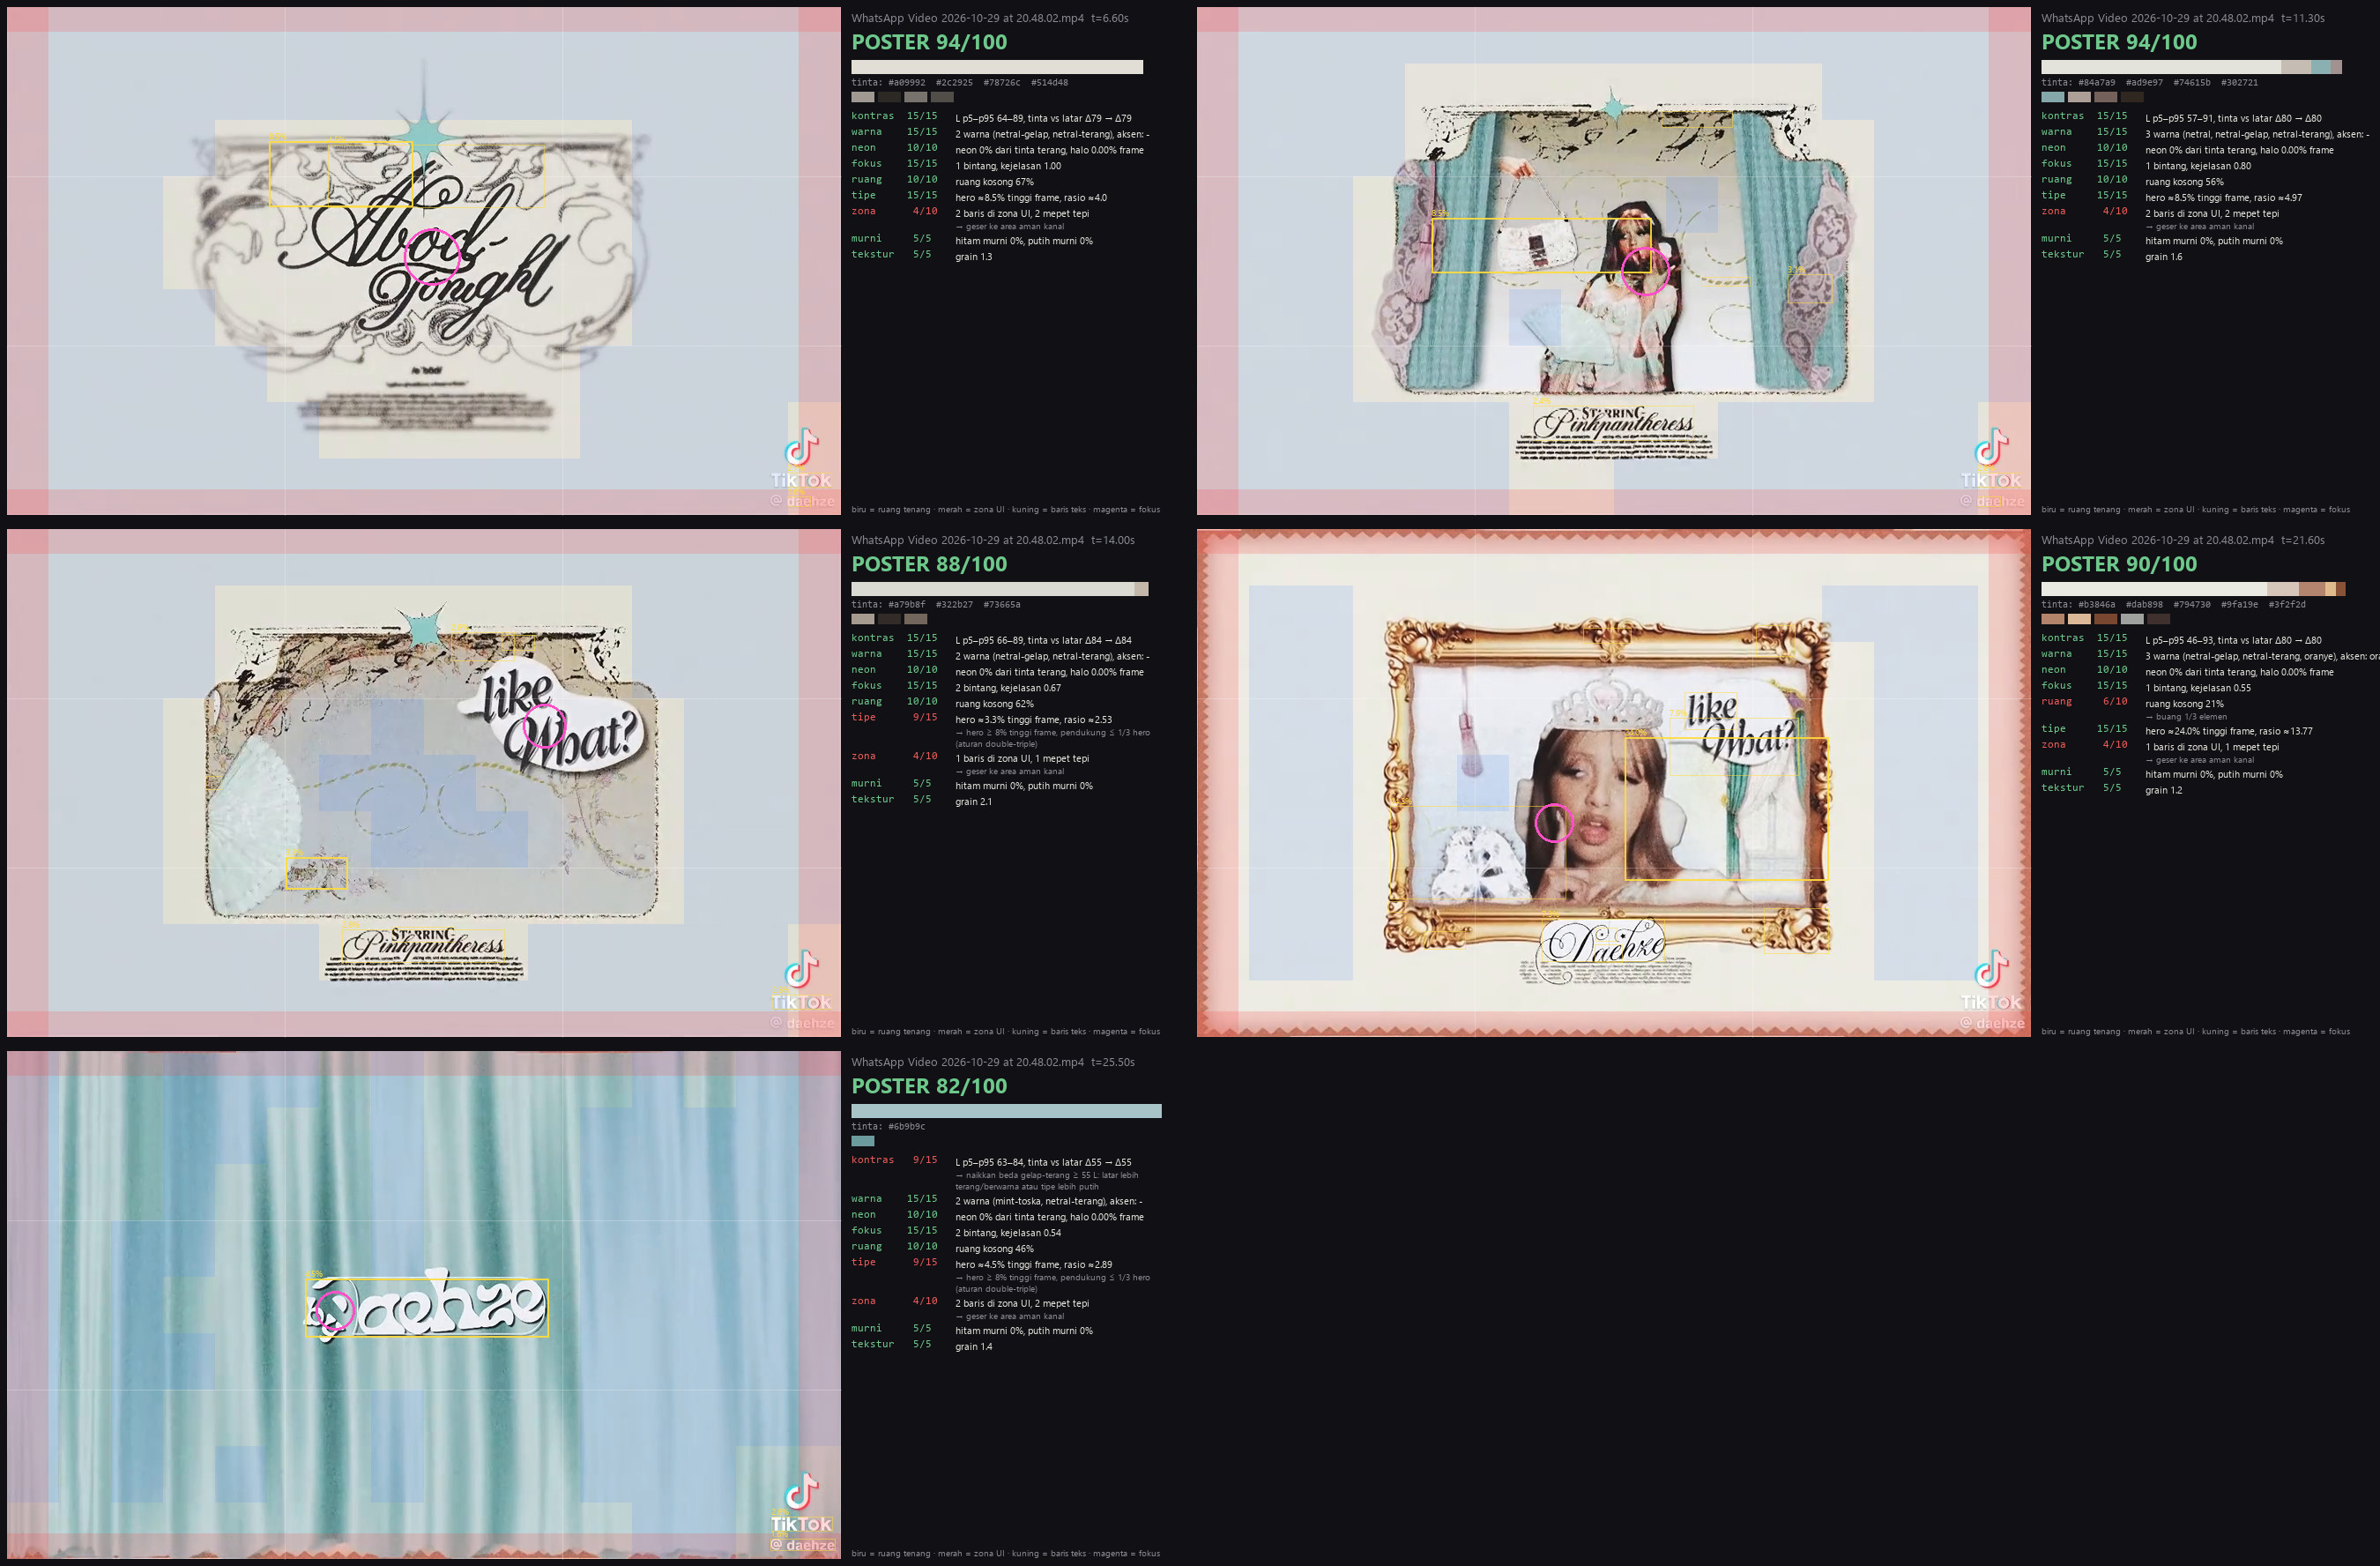 WhatsApp Video 2026-10-29 at 20.48.02.mp4 t=6.60s
POSTER 94/100
tinta: #a09992 #2c2925 #78726c #514d48
kontras 15/15 L p5–p95 64–89, tinta vs latar Δ79 → Δ79
warna 15/15 2 warna (netral-gelap, netral-terang), aksen: -
neon 10/10 neon 0% dari tinta terang, halo 0.00% frame
fokus 15/15 1 bintang, kejelasan 1.00
ruang 10/10 ruang kosong 67%
tipe 15/15 hero ≈8.5% tinggi frame, rasio ≈4.0
zona 4/10 2 baris di zona UI, 2 mepet tepi
→ geser ke area aman kanal
murni 5/5 hitam murni 0%, putih murni 0%
tekstur 5/5 grain 1.3
Tonight
TikTok
@ daehze
biru = ruang tenang · merah = zona UI · kuning = baris teks · magenta = fokus
WhatsApp Video 2026-10-29 at 20.48.02.mp4 t=11.30s
POSTER 94/100
tinta: #84a7a9 #ad9e97 #74615b #302721
kontras 15/15 L p5–p95 57–91, tinta vs latar Δ80 → Δ80
warna 15/15 3 warna (netral, netral-gelap, netral-terang), aksen: -
neon 10/10 neon 0% dari tinta terang, halo 0.00% frame
fokus 15/15 1 bintang, kejelasan 0.80
ruang 10/10 ruang kosong 56%
tipe 15/15 hero ≈8.5% tinggi frame, rasio ≈4.97
zona 4/10 2 baris di zona UI, 2 mepet tepi
→ geser ke area aman kanal
murni 5/5 hitam murni 0%, putih murni 0%
tekstur 5/5 grain 1.6
STARRING
Pinkpantheress
TikTok
@ daehze
biru = ruang tenang · merah = zona UI · kuning = baris teks · magenta = fokus
WhatsApp Video 2026-10-29 at 20.48.02.mp4 t=14.00s
POSTER 88/100
tinta: #a79b8f #322b27 #73665a
kontras 15/15 L p5–p95 66–89, tinta vs latar Δ84 → Δ84
warna 15/15 2 warna (netral-gelap, netral-terang), aksen: -
neon 10/10 neon 0% dari tinta terang, halo 0.00% frame
fokus 15/15 2 bintang, kejelasan 0.67
ruang 10/10 ruang kosong 62%
tipe 9/15 hero ≈3.3% tinggi frame, rasio ≈2.53
→ hero ≥ 8% tinggi frame, pendukung ≤ 1/3 hero
(aturan double-triple)
zona 4/10 1 baris di zona UI, 1 mepet tepi
→ geser ke area aman kanal
murni 5/5 hitam murni 0%, putih murni 0%
tekstur 5/5 grain 2.1
like
What?
STARRING
Pinkpantheress
TikTok
@ daehze
biru = ruang tenang · merah = zona UI · kuning = baris teks · magenta = fokus
WhatsApp Video 2026-10-29 at 20.48.02.mp4 t=21.60s
POSTER 90/100
tinta: #b3846a #dab898 #794730 #9fa19e #3f2f2d
kontras 15/15 L p5–p95 46–93, tinta vs latar Δ80 → Δ80
warna 15/15 3 warna (netral-gelap, netral-terang, oranye), aksen:
neon 10/10 neon 0% dari tinta terang, halo 0.00% frame
fokus 15/15 1 bintang, kejelasan 0.55
ruang 6/10 ruang kosong 21%
→ buang 1/3 elemen
tipe 15/15 hero ≈24.0% tinggi frame, rasio ≈13.77
zona 4/10 1 baris di zona UI, 1 mepet tepi
→ geser ke area aman kanal
murni 5/5 hitam murni 0%, putih murni 0%
tekstur 5/5 grain 1.2
like
What?
Daehze
TikTok
@ daehze
biru = ruang tenang · merah = zona UI · kuning = baris teks · magenta = fokus
WhatsApp Video 2026-10-29 at 20.48.02.mp4 t=25.50s
POSTER 82/100
tinta: #6b9b9c
kontras 9/15 L p5–p95 63–84, tinta vs latar Δ55 → Δ55
→ naikkan beda gelap-terang ≥ 55 L: latar lebih
terang/berwarna atau tipe lebih putih
warna 15/15 2 warna (mint-toska, netral-terang), aksen: -
neon 10/10 neon 0% dari tinta terang, halo 0.00% frame
fokus 15/15 2 bintang, kejelasan 0.54
ruang 10/10 ruang kosong 46%
tipe 9/15 hero ≈4.5% tinggi frame, rasio ≈2.89
→ hero ≥ 8% tinggi frame, pendukung ≤ 1/3 hero
(aturan double-triple)
zona 4/10 2 baris di zona UI, 2 mepet tepi
→ geser ke area aman kanal
murni 5/5 hitam murni 0%, putih murni 0%
tekstur 5/5 grain 1.4
Daehze
TikTok
@ daehze
biru = ruang tenang · merah = zona UI · kuning = baris teks · magenta = fokus